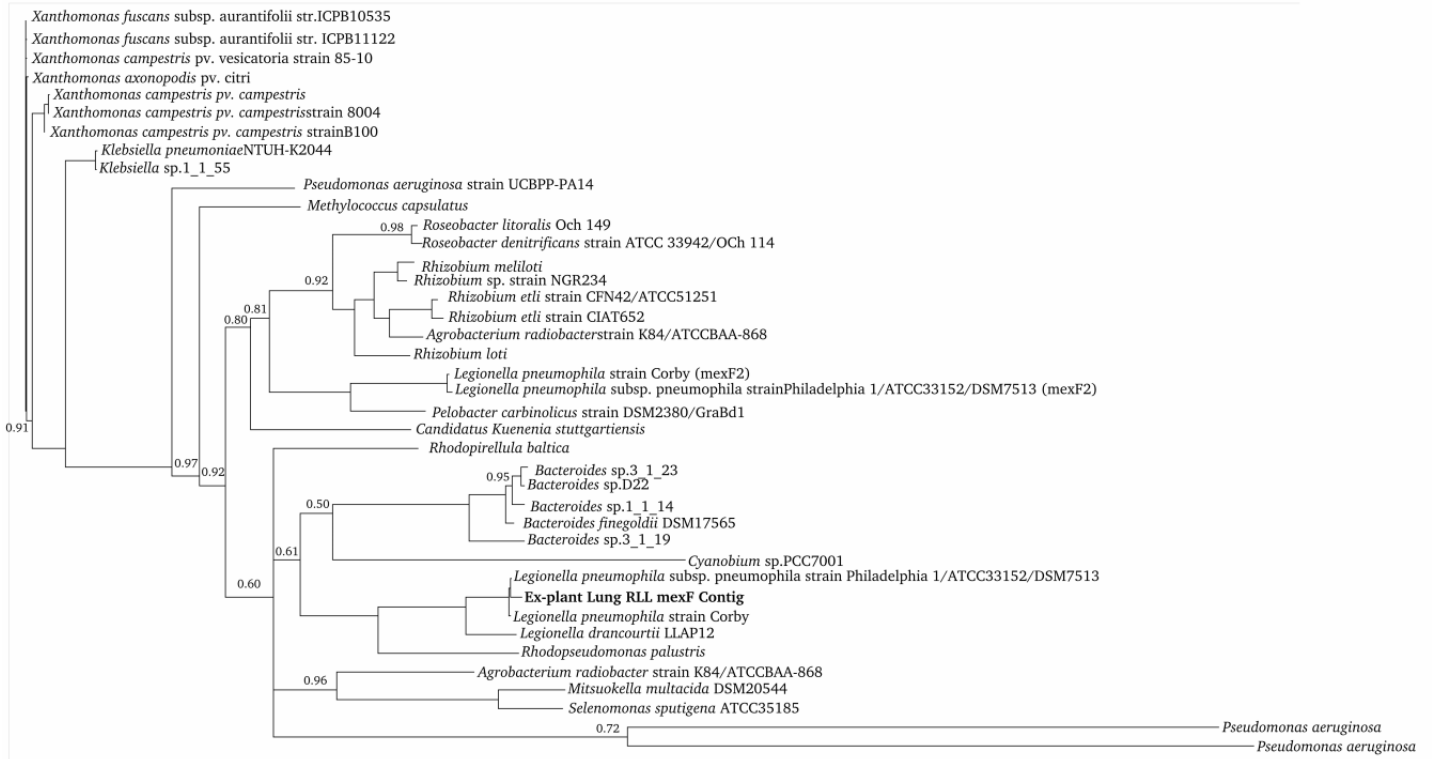 Xanthomonas fuscans subsp. aurantifolii str.ICPB10535
Xanthomonas fuscans subsp. aurantifolii str. ICPB11122
Xanthomonas campestris pv. vesicatoria strain 85-10
Xanthomonas axonopodis pv. citri
Xanthomonas campestris pv. campestris
Xanthomonas campestris pv. campestrisstrain 8004
Xanthomonas campestris pv. campestris strainB100
Klebsiella pneumoniaeNTUH-K2044
Klebsiella sp.1_1_55
Pseudomonas aeruginosa strain UCBPP-PA14
Methylococcus capsulatus
0.98
Roseobacter litoralis Och 149
Roseobacter denitrificans strain ATCC 33942/OCh 114
Rhizobium meliloti
0.92
Rhizobium sp. strain NGR234
Rhizobium etli strain CFN42/ATCC51251
0.81
0.80
Rhizobium etli strain CIAT652
Agrobacterium radiobacterstrain K84/ATCCBAA-868
Rhizobium loti
Legionella pneumophila strain Corby (mexF2)
Legionella pneumophila subsp. pneumophila strainPhiladelphia 1/ATCC33152/DSM7513 (mexF2)
Pelobacter carbinolicus strain DSM2380/GraBd1
0.91
Candidatus Kuenenia stuttgartiensis
Rhodopirellula baltica
0.97
0.92
Bacteroides sp.3_1_23
0.95
Bacteroides sp.D22
0.50
Bacteroides sp.1_1_14
Bacteroides finegoldii DSM17565
Bacteroides sp.3_1_19
0.61
Cyanobium sp.PCC7001
Legionella pneumophila subsp. pneumophila strain Philadelphia 1/ATCC33152/DSM7513
0.60
Ex-plant Lung RLL mexF Contig
Legionella pneumophila strain Corby
Legionella drancourtii LLAP12
Rhodopseudomonas palustris
Agrobacterium radiobacter strain K84/ATCCBAA-868
0.96
Mitsuokella multacida DSM20544
Selenomonas sputigena ATCC35185
0.72
Pseudomonas aeruginosa
Pseudomonas aeruginosa